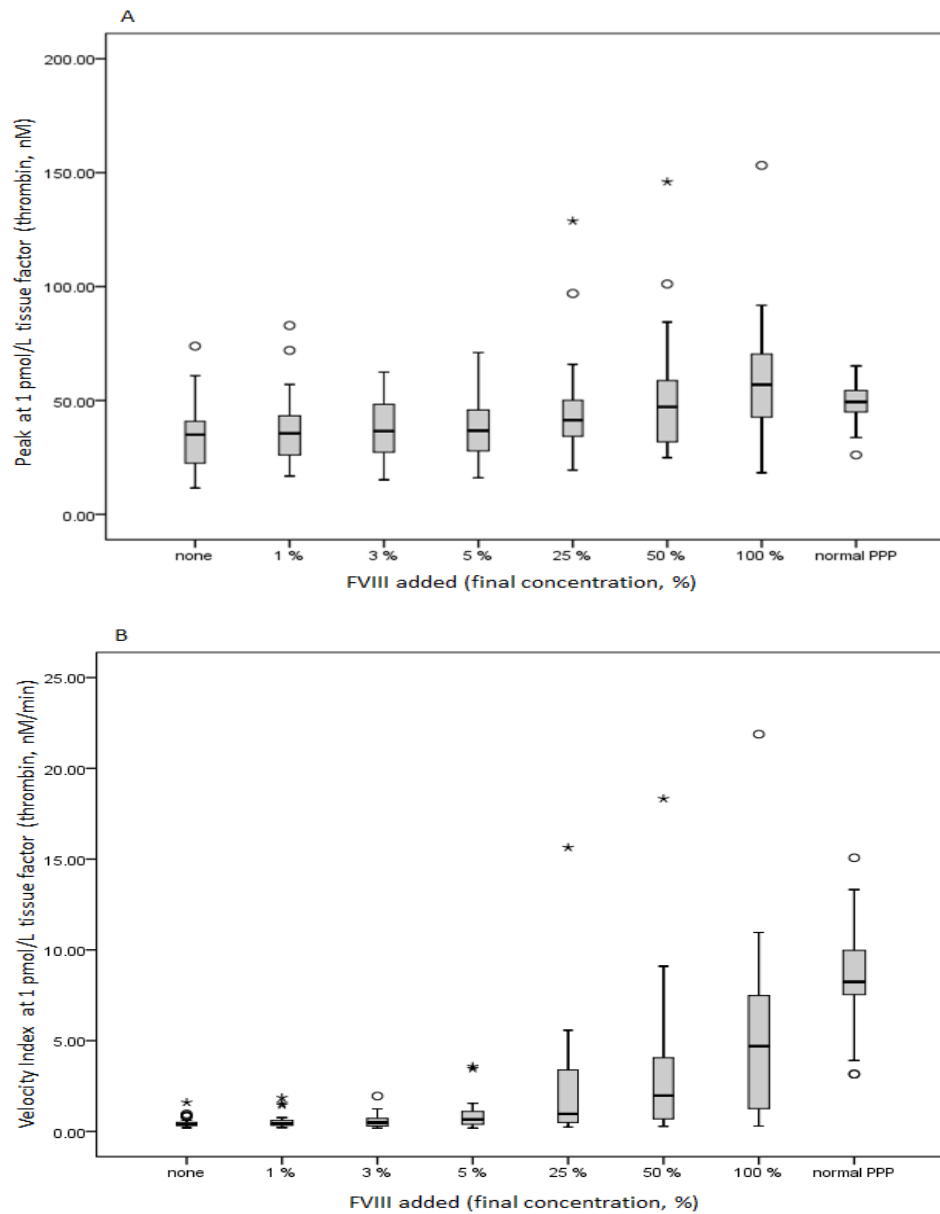 A
Peak at 1 pmol/L tissue factor (thrombin, nM)
200.00
150.00
100.00
50.00
0.00
none 1 % 3 % 5 % 25 % 50 % 100 % normal PPP
FVIII added (final concentration, %)
B
Velocity Index at 1 pmol/L tissue factor (thrombin, nM/min)
25.00
20.00
15.00
10.00
5.00
0.00
none 1 % 3 % 5 % 25 % 50 % 100 % normal PPP
FVIII added (final concentration, %)